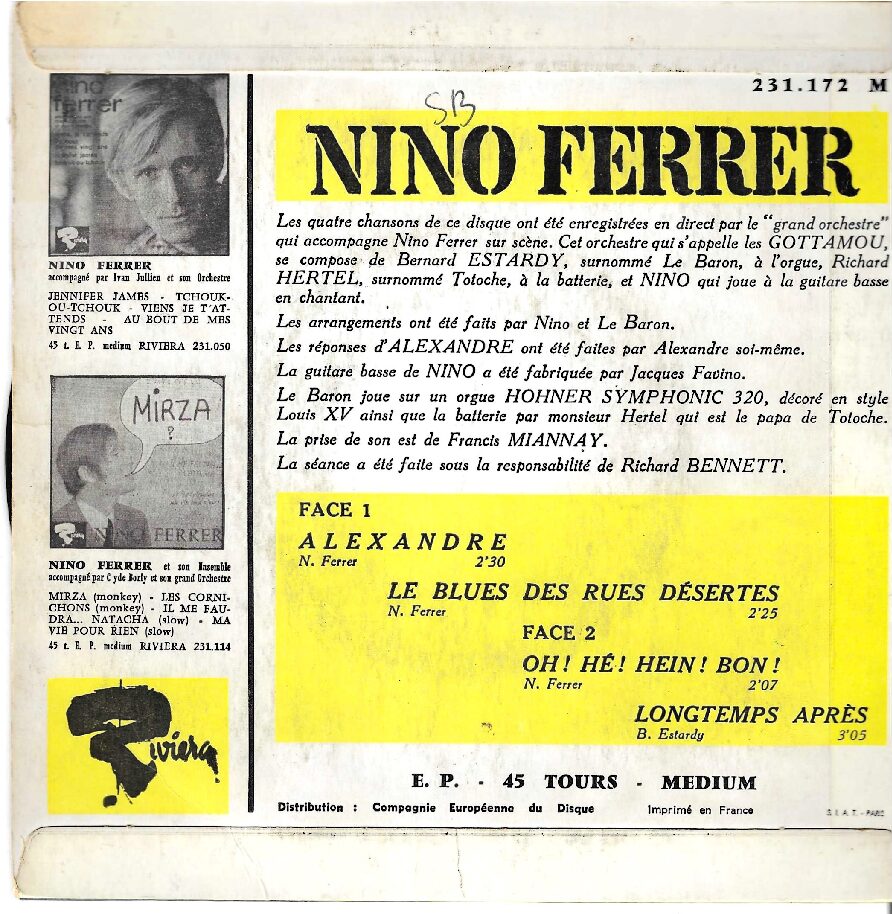 231.172 M
SB
NINO FERRER
Les quatre chansons de ce disque ont été enregistrées en direct par le "grand orchestre"
qui accompagne Nino Ferrer sur scène. Cet orchestre qui s'appelle les GOTTAMOU,
se compose de Bernard ESTARDY, surnommé Le Baron, à l'orgue, Richard
HERTEL, surnommé Totoche, à la batterie, et NINO qui joue à la guitare basse
en chantant.
Les arrangements ont été faits par Nino et Le Baron.
Les réponses d'ALEXANDRE ont été faites par Alexandre soi-même.
La guitare basse de NINO a été fabriquée par Jacques Favino.
Le Baron joue sur un orgue HOHNER SYMPHONIC 320, décoré en style
Louis XV ainsi que la batterie par monsieur Hertel qui est le papa de Totoche.
La prise de son est de Francis MIANNAY.
La séance a été faite sous la responsabilité de Richard BENNETT.
FACE 1
ALEXANDRE
N. Ferrer 2'30
LE BLUES DES RUES DÉSERTES
N. Ferrer 2'25
FACE 2
OH! HÉ! HEIN! BON!
N. Ferrer 2'07
LONGTEMPS APRÈS
B. Estardy 3'05
E. P. - 45 TOURS - MEDIUM
Distribution : Compagnie Européenne du Disque Imprimé en France
S. I. A. T. - PARIS
nino
ferrer
Riviera
NINO FERRER
accompagné par Ivan Jullien et son Orchestre
JENNIFER JAMES - TCHOUK-
OU-TCHOUK - VIENS JE T'AT-
TENDS - AU BOUT DE MES
VINGT ANS
45 t. E. P. medium RIVIERA 231.050
MIRZA
?
NINO FERRER
NINO FERRER et son Ensemble
accompagné par Cyde Borly et son grand Orchestre
MIRZA (monkey) - LES CORNI-
CHONS (monkey) - IL ME FAU-
DRA... NATACHA (slow) - MA
VIE POUR RIEN (slow)
45 t. E. P. medium RIVIERA 231.114
Riviera